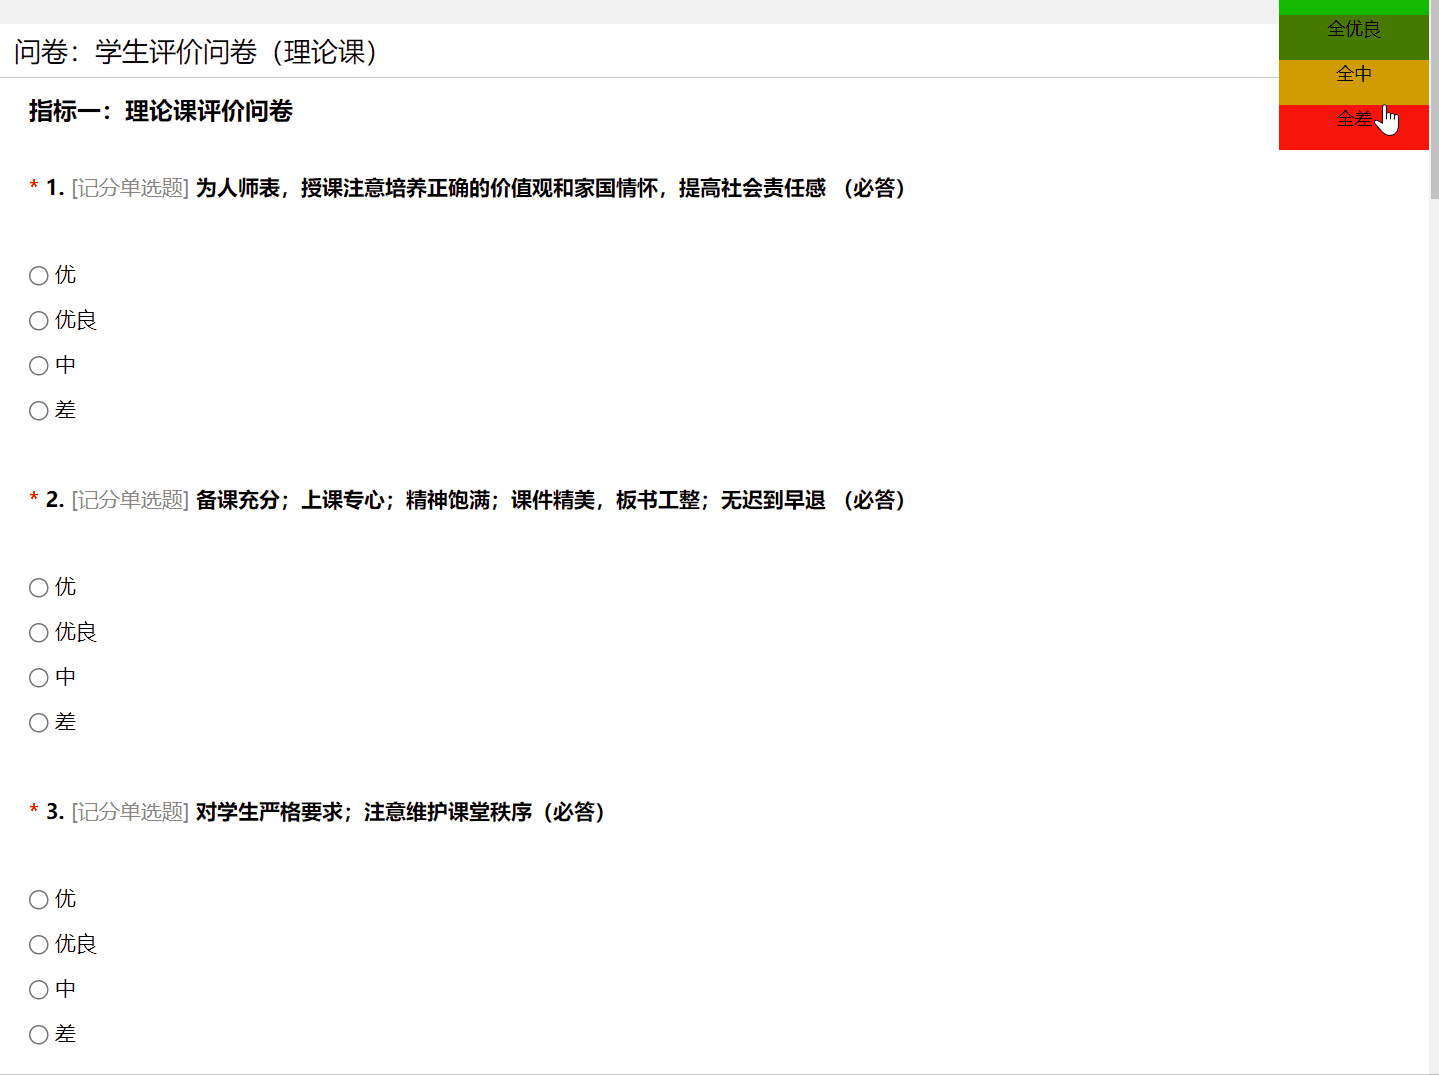 全优良
问卷：学生评价问卷（理论课）
全中
指标一：理论课评价问卷
全差
* 1. [记分单选题] 为人师表，授课注意培养正确的价值观和家国情怀，提高社会责任感 （必答）
优
优良
中
差
* 2. [记分单选题] 备课充分；上课专心；精神饱满；课件精美，板书工整；无迟到早退 （必答）
优
优良
中
差
* 3. [记分单选题] 对学生严格要求；注意维护课堂秩序（必答）
优
优良
中
差